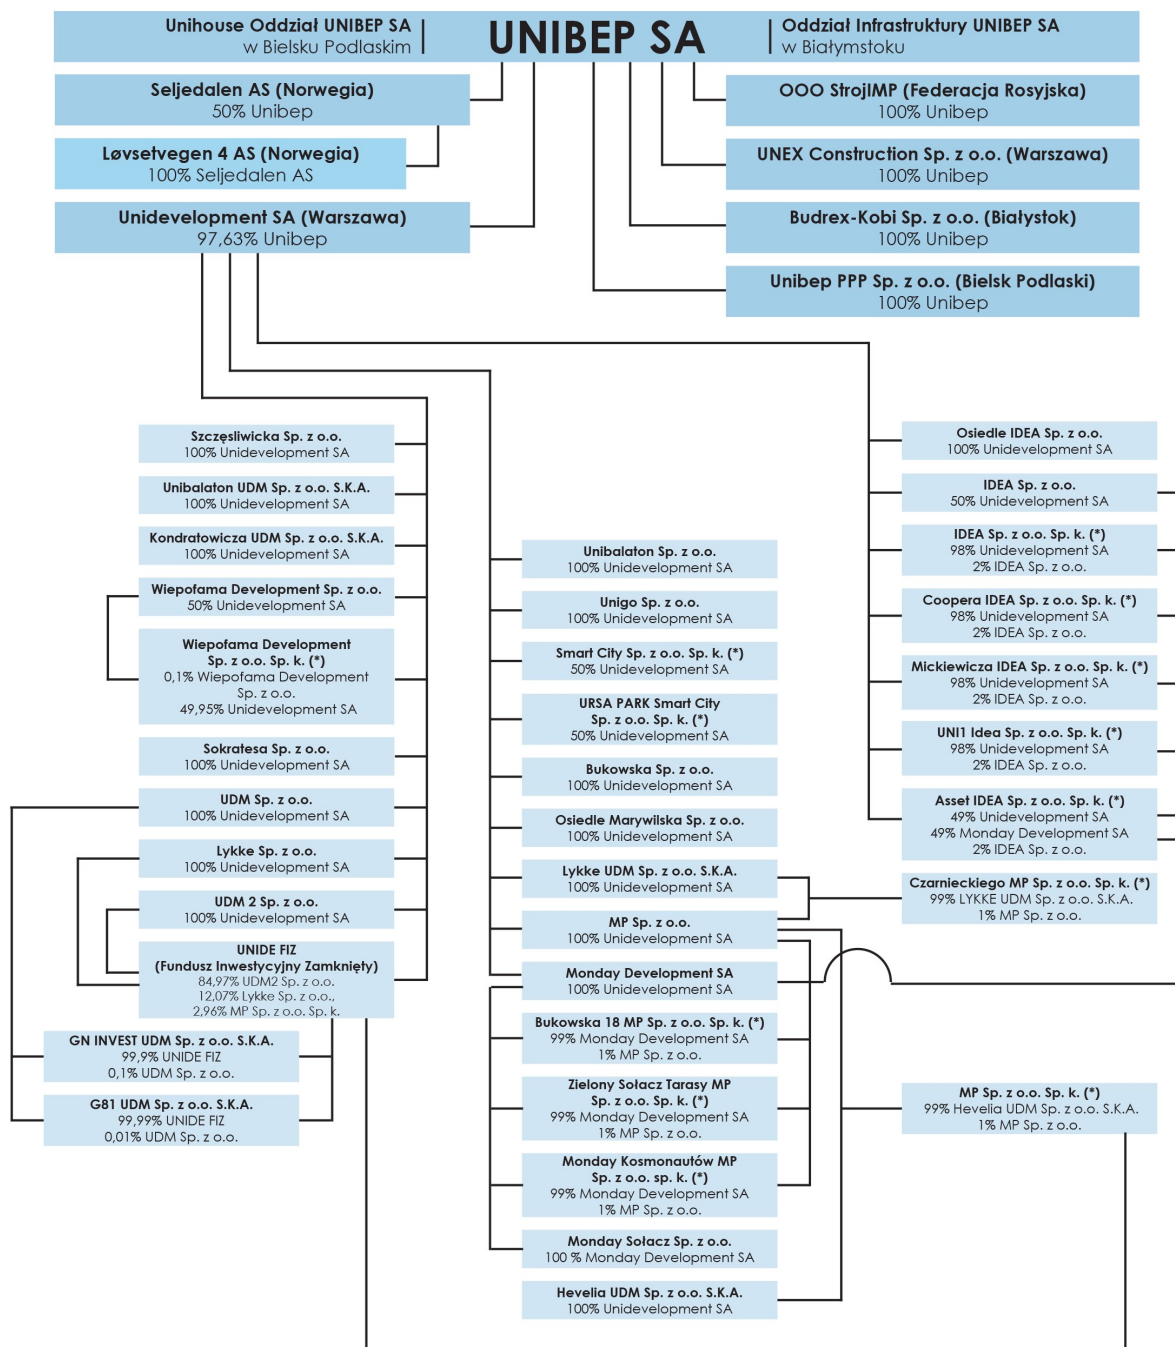 Unihouse Oddział UNIBEP SA
w Bielsku Podlaskim
UNIBEP SA
Oddział Infrastruktury UNIBEP SA
w Białymstoku
Seljedalen AS (Norwegia)
50% Unibep
Løvsetvegen 4 AS (Norwegia)
100% Seljedalen AS
Unidevelopment SA (Warszawa)
97,63% Unibep
OOO StrojIMP (Federacja Rosyjska)
100% Unibep
UNEX Construction Sp. z o.o. (Warszawa)
100% Unibep
Budrex-Kobi Sp. z o.o. (Białystok)
100% Unibep
Unibep PPP Sp. z o.o. (Bielsk Podlaski)
100% Unibep
Szczęsliwicka Sp. z o.o.
100% Unidevelopment SA
Unibalaton UDM Sp. z o.o. S.K.A.
100% Unidevelopment SA
Kondratowicza UDM Sp. z o.o. S.K.A.
100% Unidevelopment SA
Wiepofama Development Sp. z o.o.
50% Unidevelopment SA
Wiepofama Development
Sp. z o.o. Sp. k. (*)
0,1% Wiepofama Development
Sp. z o.o.
49,95% Unidevelopment SA
Sokratesa Sp. z o.o.
100% Unidevelopment SA
UDM Sp. z o.o.
100% Unidevelopment SA
Lykke Sp. z o.o.
100% Unidevelopment SA
UDM 2 Sp. z o.o.
100% Unidevelopment SA
UNIDE FIZ
(Fundusz Inwestycyjny Zamknięty)
84,97% UDM2 Sp. z o.o.
12,07% Lykke Sp. z o.o.,
2,96% MP Sp. z o.o. Sp. k.
GN INVEST UDM Sp. z o.o. S.K.A.
99,9% UNIDE FIZ
0,1% UDM Sp. z o.o.
G81 UDM Sp. z o.o. S.K.A.
99,99% UNIDE FIZ
0,01% UDM Sp. z o.o.
Unibalaton Sp. z o.o.
100% Unidevelopment SA
Unigo Sp. z o.o.
100% Unidevelopment SA
Smart City Sp. z o.o. Sp. k. (*)
50% Unidevelopment SA
URSA PARK Smart City
Sp. z o.o. Sp. k. (*)
50% Unidevelopment SA
Bukowska Sp. z o.o.
100% Unidevelopment SA
Osiedle Marywilska Sp. z o.o.
100% Unidevelopment SA
Lykke UDM Sp. z o.o. S.K.A.
100% Unidevelopment SA
MP Sp. z o.o.
100% Unidevelopment SA
Monday Development SA
100% Unidevelopment SA
Bukowska 18 MP Sp. z o.o. Sp. k. (*)
99% Monday Development SA
1% MP Sp. z o.o.
Zielony Sołacz Tarasy MP
Sp. z o.o. Sp. k. (*)
99% Monday Development SA
1% MP Sp. z o.o.
Monday Kosmonautów MP
Sp. z o.o. sp. k. (*)
99% Monday Development SA
1% MP Sp. z o.o.
Monday Sołacz Sp. z o.o.
100 % Monday Development SA
Hevelia UDM Sp. z o.o. S.K.A.
100% Unidevelopment SA
Osiedle IDEA Sp. z o.o.
100% Unidevelopment SA
IDEA Sp. z o.o.
50% Unidevelopment SA
IDEA Sp. z o.o. Sp. k. (*)
98% Unidevelopment SA
2% IDEA Sp. z o.o.
Coopera IDEA Sp. z o.o. Sp. k. (*)
98% Unidevelopment SA
2% IDEA Sp. z o.o.
Mickiewicza IDEA Sp. z o.o. Sp. k. (*)
98% Unidevelopment SA
2% IDEA Sp. z o.o.
UNI1 Idea Sp. z o.o. Sp. k. (*)
98% Unidevelopment SA
2% IDEA Sp. z o.o.
Asset IDEA Sp. z o.o. Sp. k. (*)
49% Unidevelopment SA
49% Monday Development SA
2% IDEA Sp. z o.o.
Czarnieckiego MP Sp. z o.o. Sp. k. (*)
99% LYKKE UDM Sp. z o.o. S.K.A.
1% MP Sp. z o.o.
MP Sp. z o.o. Sp. k. (*)
99% Hevelia UDM Sp. z o.o. S.K.A.
1% MP Sp. z o.o.